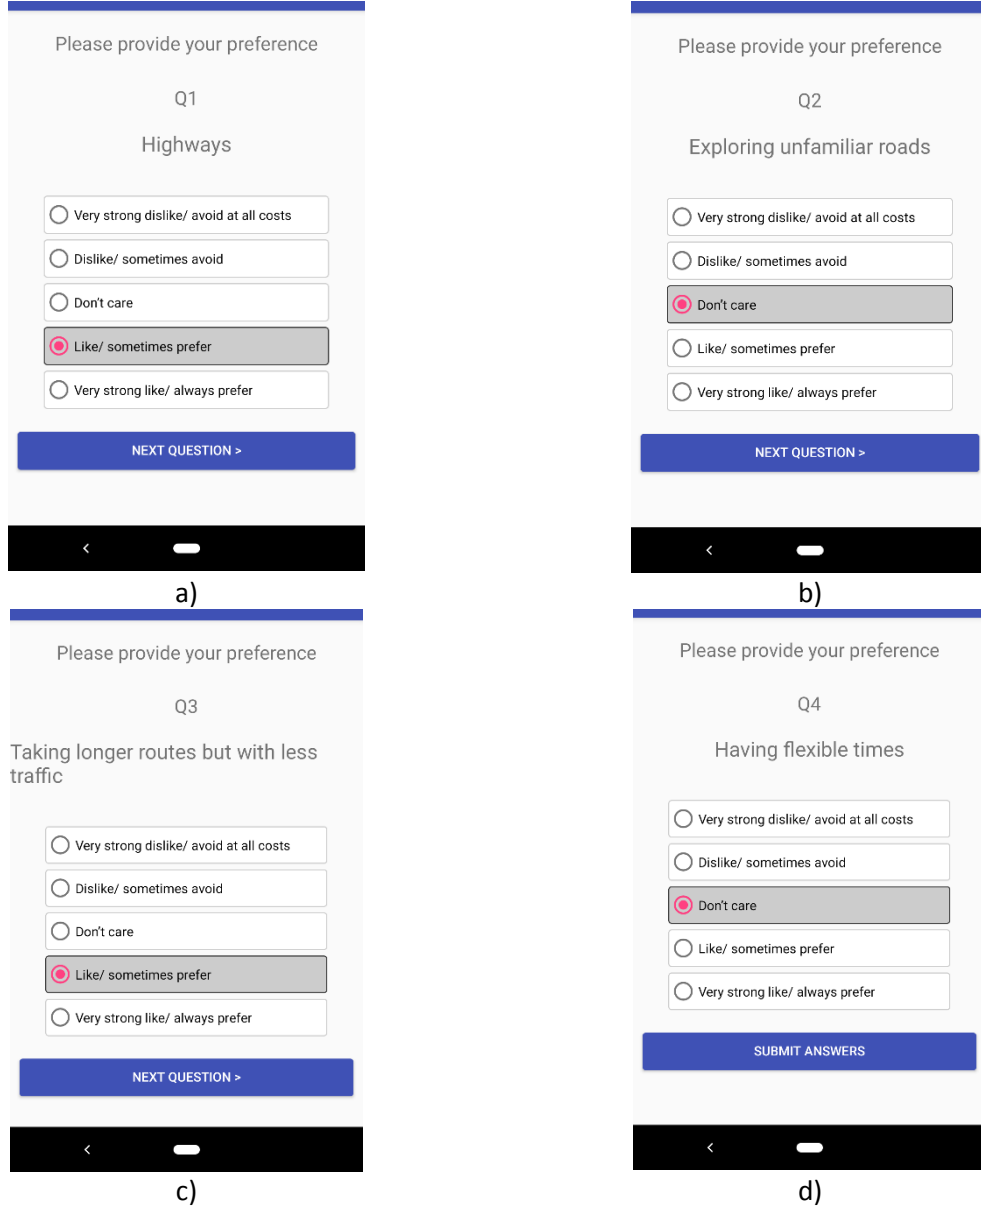 Please provide your preference
Q1
Highways
Very strong dislike/ avoid at all costs
Dislike/ sometimes avoid
Don't care
Like/ sometimes prefer
Very strong like/ always prefer
NEXT QUESTION >
a)
Please provide your preference
Q2
Exploring unfamiliar roads
Very strong dislike/ avoid at all costs
Dislike/ sometimes avoid
Don't care
Like/ sometimes prefer
Very strong like/ always prefer
NEXT QUESTION >
b)
Please provide your preference
Q3
Taking longer routes but with less
traffic
Very strong dislike/ avoid at all costs
Dislike/ sometimes avoid
Don't care
Like/ sometimes prefer
Very strong like/ always prefer
NEXT QUESTION >
c)
Please provide your preference
Q4
Having flexible times
Very strong dislike/ avoid at all costs
Dislike/ sometimes avoid
Don't care
Like/ sometimes prefer
Very strong like/ always prefer
SUBMIT ANSWERS
d)